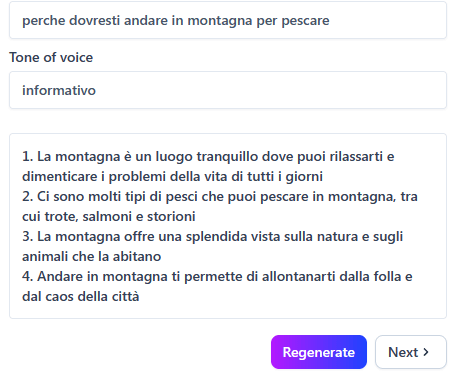 perche dovresti andare in montagna per pescare
Tone of voice
informativo
1. La montagna è un luogo tranquillo dove puoi rilassarti e
dimenticare i problemi della vita di tutti i giorni
2. Ci sono molti tipi di pesci che puoi pescare in montagna, tra
cui trote, salmoni e storioni
3. La montagna offre una splendida vista sulla natura e sugli
animali che la abitano
4. Andare in montagna ti permette di allontanarti dalla folla e
dal caos della città
Regenerate
Next